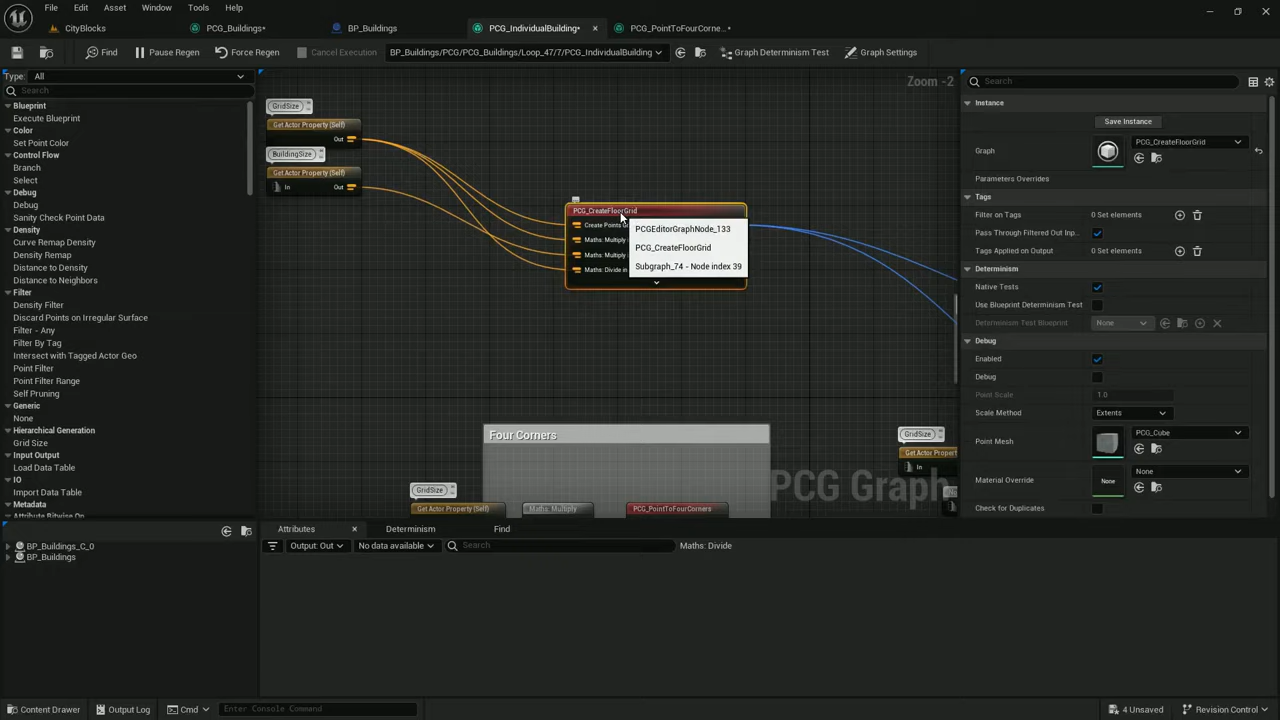 File Edit Asset Window Tools Help
CityBlocks PCG_Buildings* BP_Buildings PCG_IndividualBuilding* PCG_PointToFourCorne...*
Find Pause Regen Force Regen Cancel Execution BP_Buildings/PCG/PCG_Buildings/Loop_47/7/PCG_IndividualBuilding Graph Determinism Test Graph Settings
Type: All
Search
Blueprint
Execute Blueprint
Color
Set Point Color
Control Flow
Branch
Select
Debug
Debug
Sanity Check Point Data
Density
Curve Remap Density
Density Remap
Distance to Density
Distance to Neighbors
Filter
Density Filter
Discard Points on Irregular Surface
Filter - Any
Filter By Tag
Intersect with Tagged Actor Geo
Point Filter
Point Filter Range
Self Pruning
Generic
None
Hierarchical Generation
Grid Size
Input Output
Load Data Table
IO
Import Data Table
Metadata
Attribute Bitwise On
Zoom -2
GridSize
Get Actor Property (Self)
Out
BuildingSize
Get Actor Property (Self)
In Out
PCG_CreateFloorGrid
Create Points G
Maths: Multiply
Maths: Multiply
Maths: Divide in
PCGEditorGraphNode_133
PCG_CreateFloorGrid
Subgraph_74 - Node index 39
Four Corners
GridSize
Get Actor Property (Self)
Maths: Multiply
PCG_PointToFourCorners
GridSize
Get Actor Propert
In
PCG Graph
Search
Instance
Save Instance
Graph PCG_CreateFloorGrid
Parameters Overrides
Tags
Filter on Tags 0 Set elements
Pass Through Filtered Out Inp...
Tags Applied on Output 0 Set elements
Determinism
Native Tests
Use Blueprint Determinism Test
Determinism Test Blueprint None
Debug
Enabled
Debug
Point Scale 1.0
Scale Method Extents
Point Mesh PCG_Cube
Material Override None None
Check for Duplicates
BP_Buildings_C_0
BP_Buildings
Attributes Determinism Find
Output: Out No data available Search Maths: Divide
Content Drawer Output Log Cmd Enter Console Command 4 Unsaved Revision Control